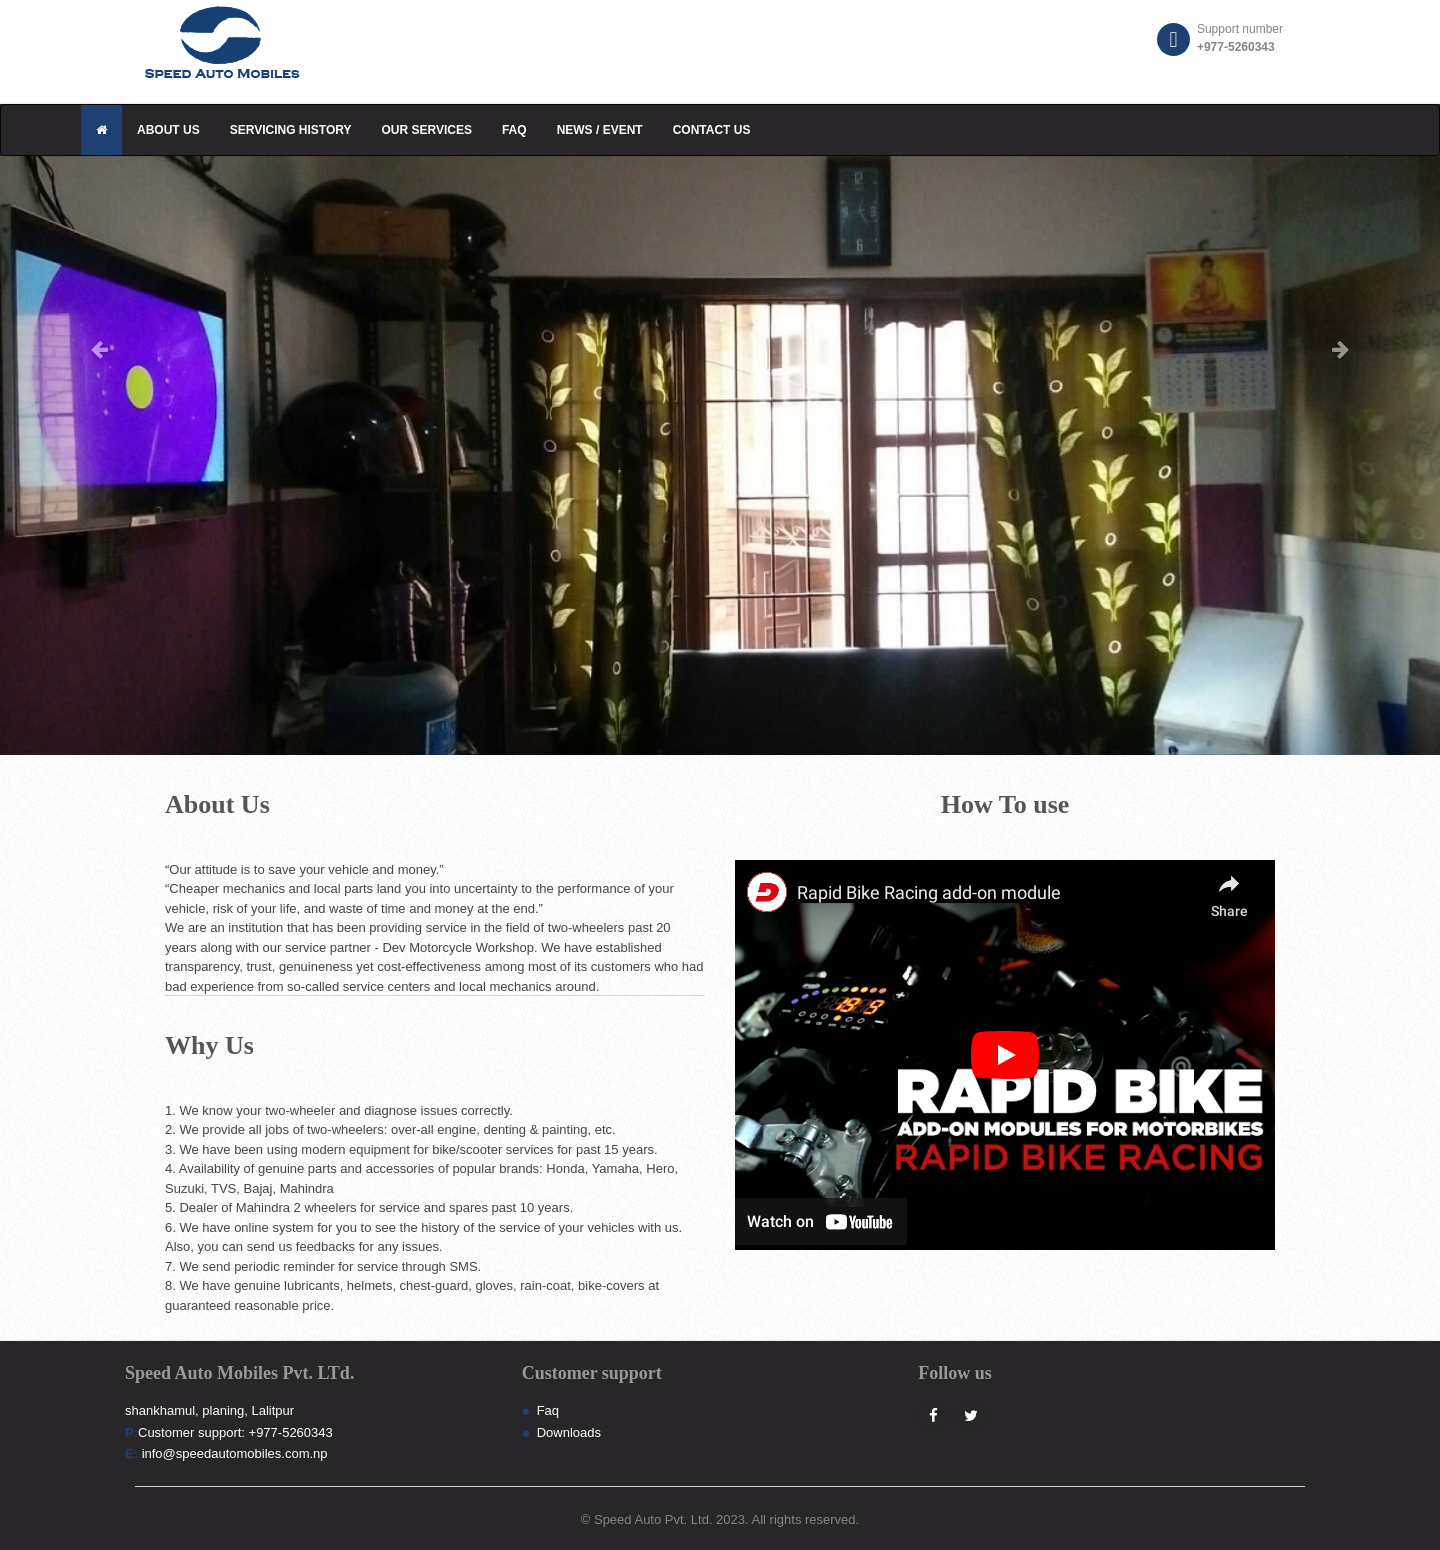 SPEED AUTO MOBILES
Support number
+977-5260343
ABOUT US
SERVICING HISTORY
OUR SERVICES
FAQ
NEWS / EVENT
CONTACT US
12
3
6
9
About Us
“Our attitude is to save your vehicle and money.”
“Cheaper mechanics and local parts land you into uncertainty to the performance of your
vehicle, risk of your life, and waste of time and money at the end.”
We are an institution that has been providing service in the field of two-wheelers past 20
years along with our service partner - Dev Motorcycle Workshop. We have established
transparency, trust, genuineness yet cost-effectiveness among most of its customers who had
bad experience from so-called service centers and local mechanics around.
Why Us
1. We know your two-wheeler and diagnose issues correctly.
2. We provide all jobs of two-wheelers: over-all engine, denting & painting, etc.
3. We have been using modern equipment for bike/scooter services for past 15 years.
4. Availability of genuine parts and accessories of popular brands: Honda, Yamaha, Hero,
Suzuki, TVS, Bajaj, Mahindra
5. Dealer of Mahindra 2 wheelers for service and spares past 10 years.
6. We have online system for you to see the history of the service of your vehicles with us.
Also, you can send us feedbacks for any issues.
7. We send periodic reminder for service through SMS.
8. We have genuine lubricants, helmets, chest-guard, gloves, rain-coat, bike-covers at
guaranteed reasonable price.
How To use
Rapid Bike Racing add-on module
Share
RAPID BIKE
ADD-ON MODULES FOR MOTORBIKES
RAPID BIKE RACING
Watch on YouTube
Speed Auto Mobiles Pvt. LTd.
shankhamul, planing, Lalitpur
P:Customer support: +977-5260343
E: info@speedautomobiles.com.np
Customer support
Faq
Downloads
Follow us
© Speed Auto Pvt. Ltd. 2023. All rights reserved.